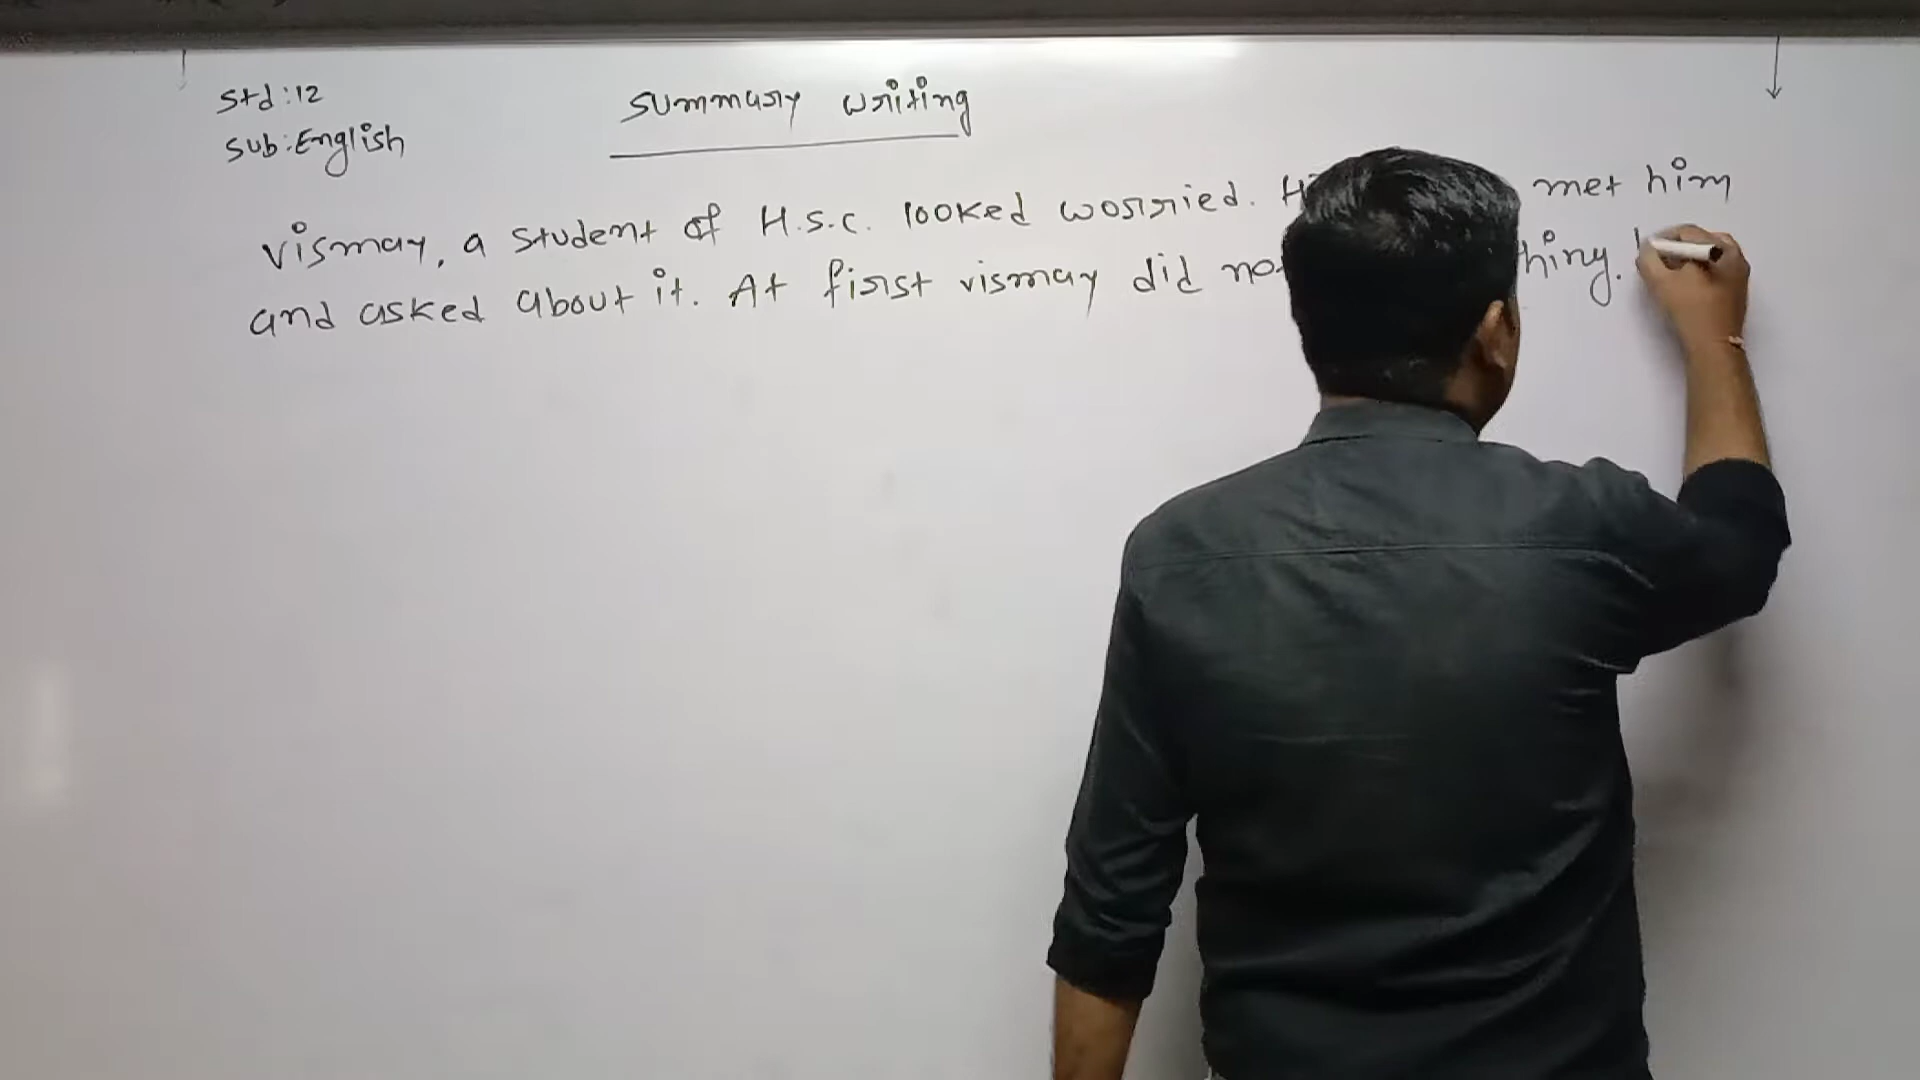 Std:12
Sub:English
Summary writing
Vismay, a student of H.S.C. looked worried. met him
and asked about it. At first vismay did